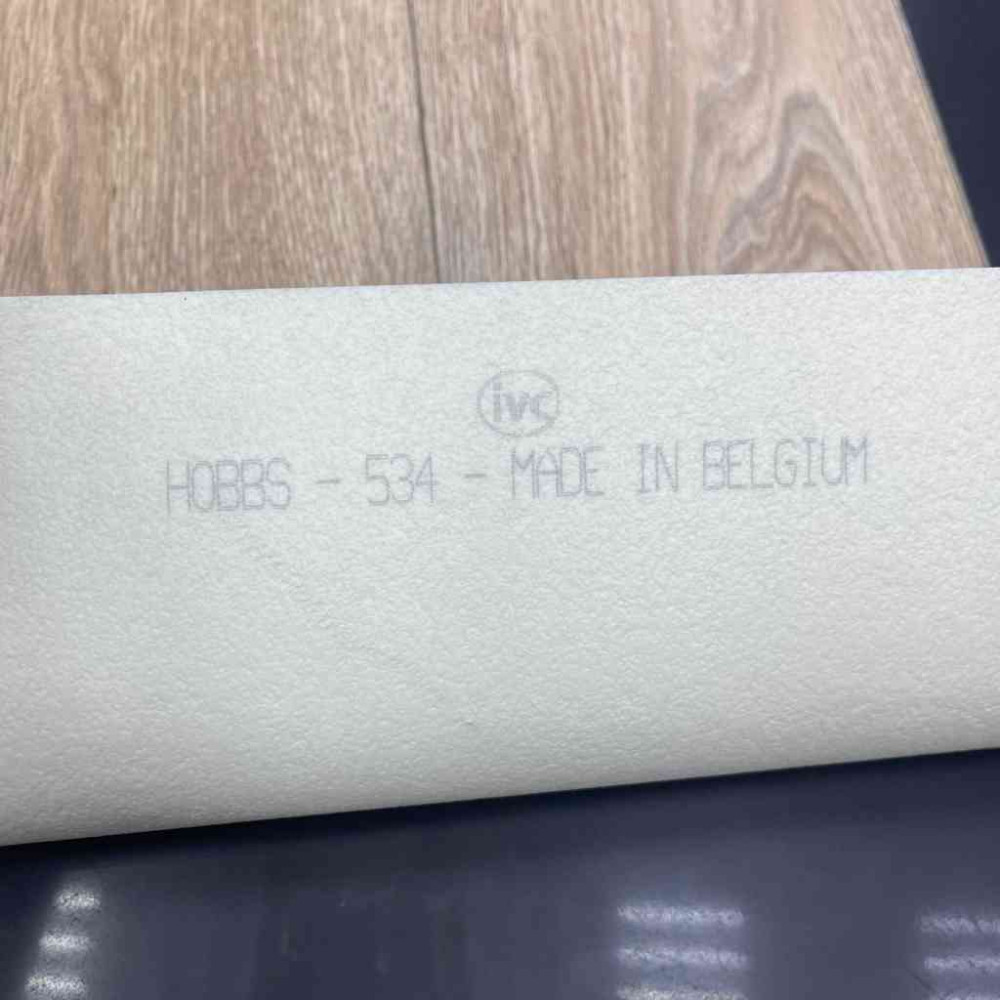 ivc
HOBBS - 534 - MADE IN BELGIUM